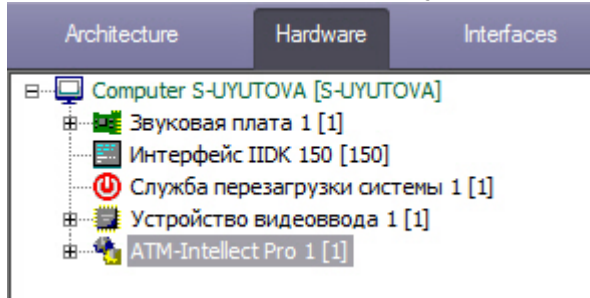 Architecture Hardware Interfaces
Computer S-UYUTOVA [S-UYUTOVA]
Звуковая плата 1 [1]
Интерфейс IIDK 150 [150]
Служба перезагрузки системы 1 [1]
Устройство видеоввода 1 [1]
ATM-Intellect Pro 1 [1]